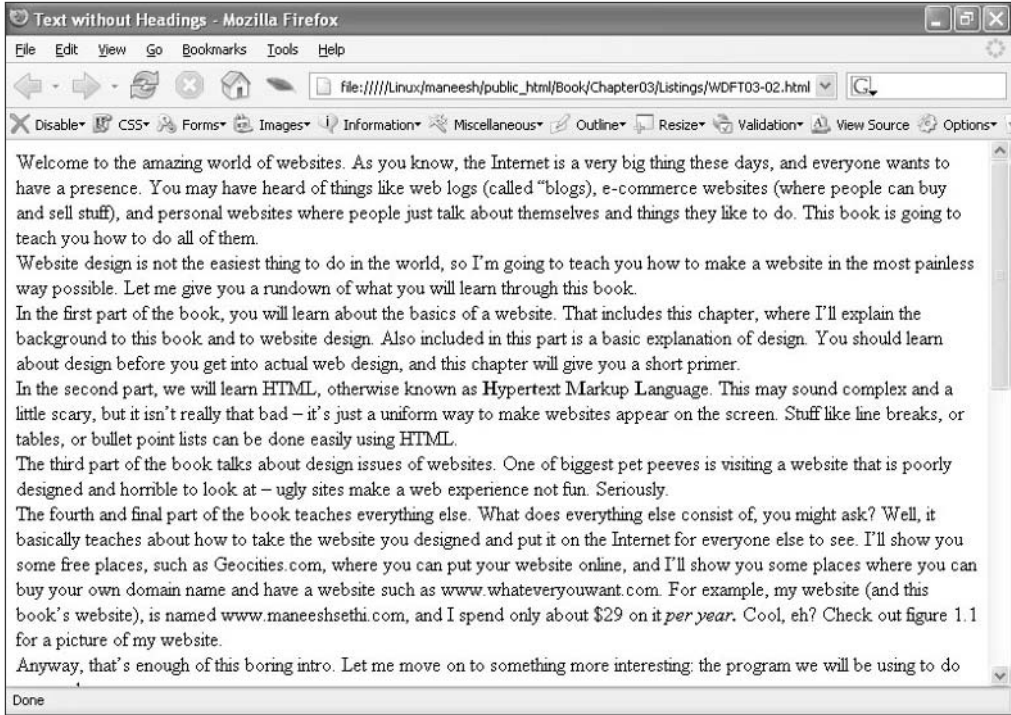 Text without Headings - Mozilla Firefox
File Edit View Go Bookmarks Tools Help
file://///Linux/maneesh/public_html/Book/Chapter03/Listings/WDFT03-02.html G
Disable CSS Forms Images Information Miscellaneous Outline Resize Validation View Source Options
Welcome to the amazing world of websites. As you know, the Internet is a very big thing these days, and everyone wants to
have a presence. You may have heard of things like web logs (called “blogs), e-commerce websites (where people can buy
and sell stuff), and personal websites where people just talk about themselves and things they like to do. This book is going to
teach you how to do all of them.
Website design is not the easiest thing to do in the world, so I’m going to teach you how to make a website in the most painless
way possible. Let me give you a rundown of what you will learn through this book.
In the first part of the book, you will learn about the basics of a website. That includes this chapter, where I’ll explain the
background to this book and to website design. Also included in this part is a basic explanation of design. You should learn
about design before you get into actual web design, and this chapter will give you a short primer.
In the second part, we will learn HTML, otherwise known as Hypertext Markup Language. This may sound complex and a
little scary, but it isn’t really that bad – it’s just a uniform way to make websites appear on the screen. Stuff like line breaks, or
tables, or bullet point lists can be done easily using HTML.
The third part of the book talks about design issues of websites. One of biggest pet peeves is visiting a website that is poorly
designed and horrible to look at – ugly sites make a web experience not fun. Seriously.
The fourth and final part of the book teaches everything else. What does everything else consist of, you might ask? Well, it
basically teaches about how to take the website you designed and put it on the Internet for everyone else to see. I’ll show you
some free places, such as Geocities.com, where you can put your website online, and I’ll show you some places where you can
buy your own domain name and have a website such as www.whateveryouwant.com. For example, my website (and this
book’s website), is named www.maneeshsethi.com, and I spend only about $29 on it per year. Cool, eh? Check out figure 1.1
for a picture of my website.
Anyway, that’s enough of this boring intro. Let me move on to something more interesting: the program we will be using to do
Done